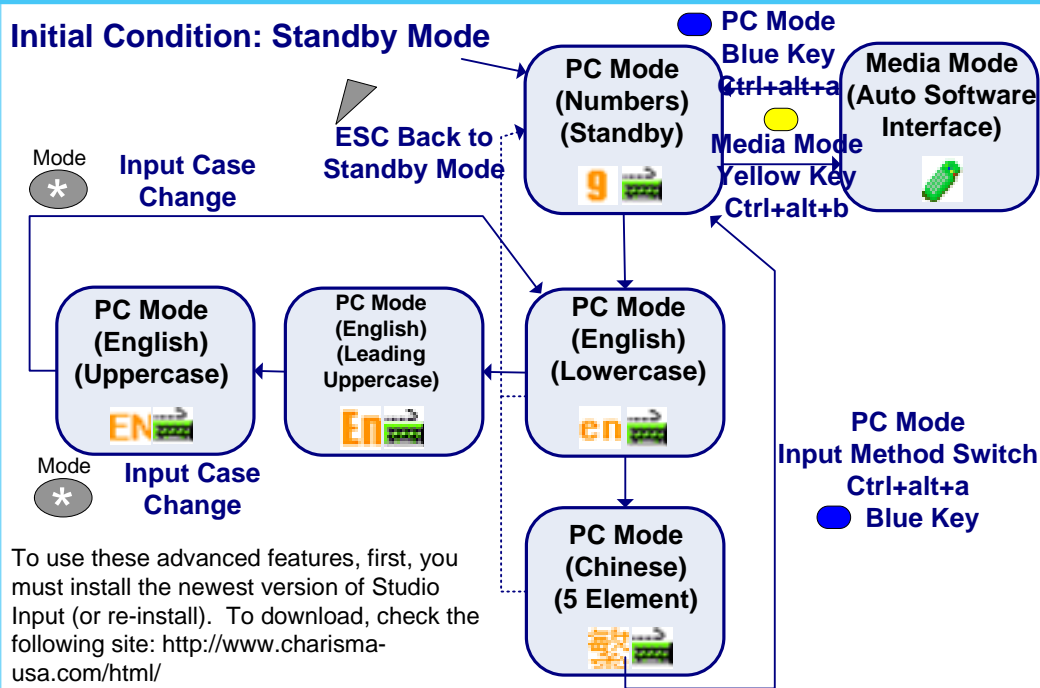 Initial Condition: Standby Mode
PC Mode
Blue Key
Ctrl+alt+a
PC Mode
(Numbers)
(Standby)
9
Media Mode
(Auto Software
Interface)
Media Mode
Yellow Key
Ctrl+alt+b
ESC Back to
Standby Mode
Mode
*
Input Case
Change
PC Mode
(English)
(Uppercase)
EN
PC Mode
(English)
(Leading
Uppercase)
En
PC Mode
(English)
(Lowercase)
en
Mode
*
Input Case
Change
PC Mode
Input Method Switch
Ctrl+alt+a
Blue Key
PC Mode
(Chinese)
(5 Element)
繁
To use these advanced features, first, you
must install the newest version of Studio
Input (or re-install). To download, check the
following site: http://www.charisma-
usa.com/html/